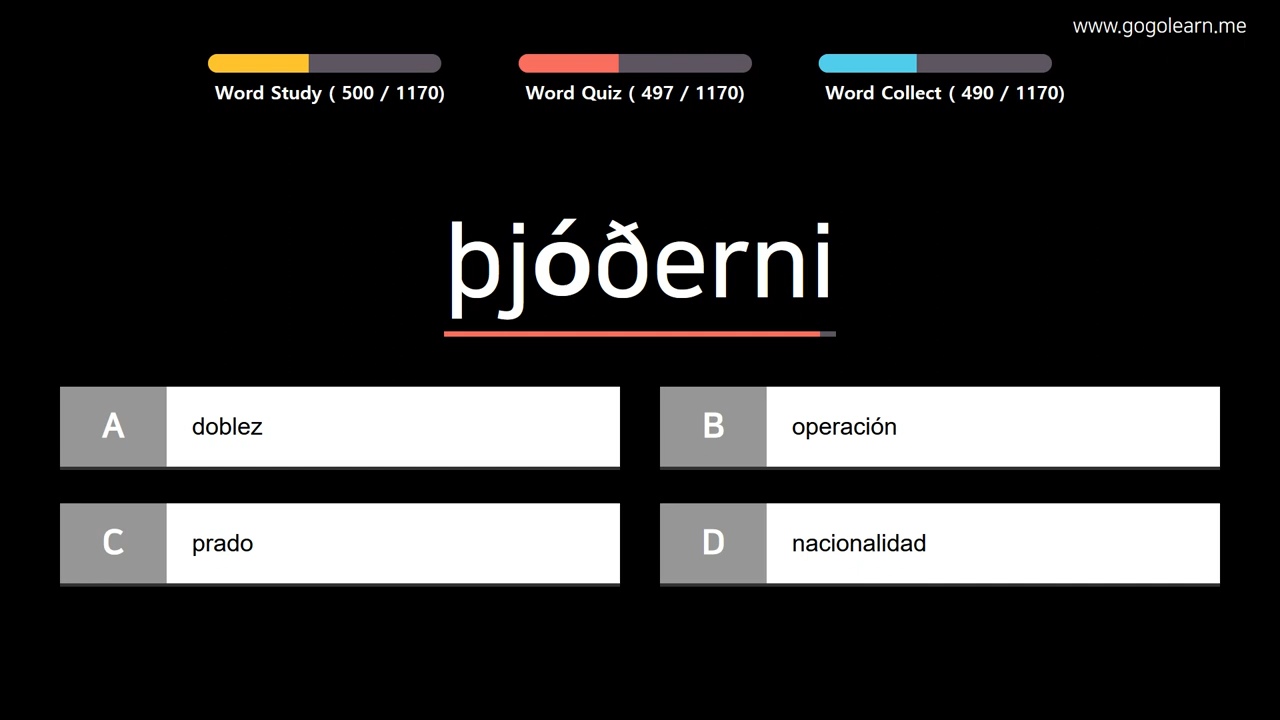 www.gogolearn.me
Word Study ( 500 / 1170)
Word Quiz ( 497 / 1170)
Word Collect ( 490 / 1170)
þjóðerni
A doblez
B operación
C prado
D nacionalidad